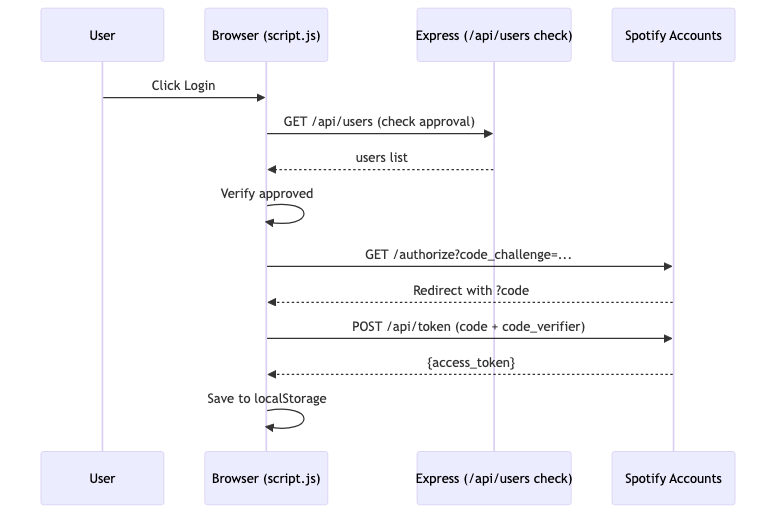 User
Browser (script.js)
Express (/api/users check)
Spotify Accounts
Click Login
GET /api/users (check approval)
users list
Verify approved
GET /authorize?code_challenge=...
Redirect with ?code
POST /api/token (code + code_verifier)
{access_token}
Save to localStorage
User
Browser (script.js)
Express (/api/users check)
Spotify Accounts